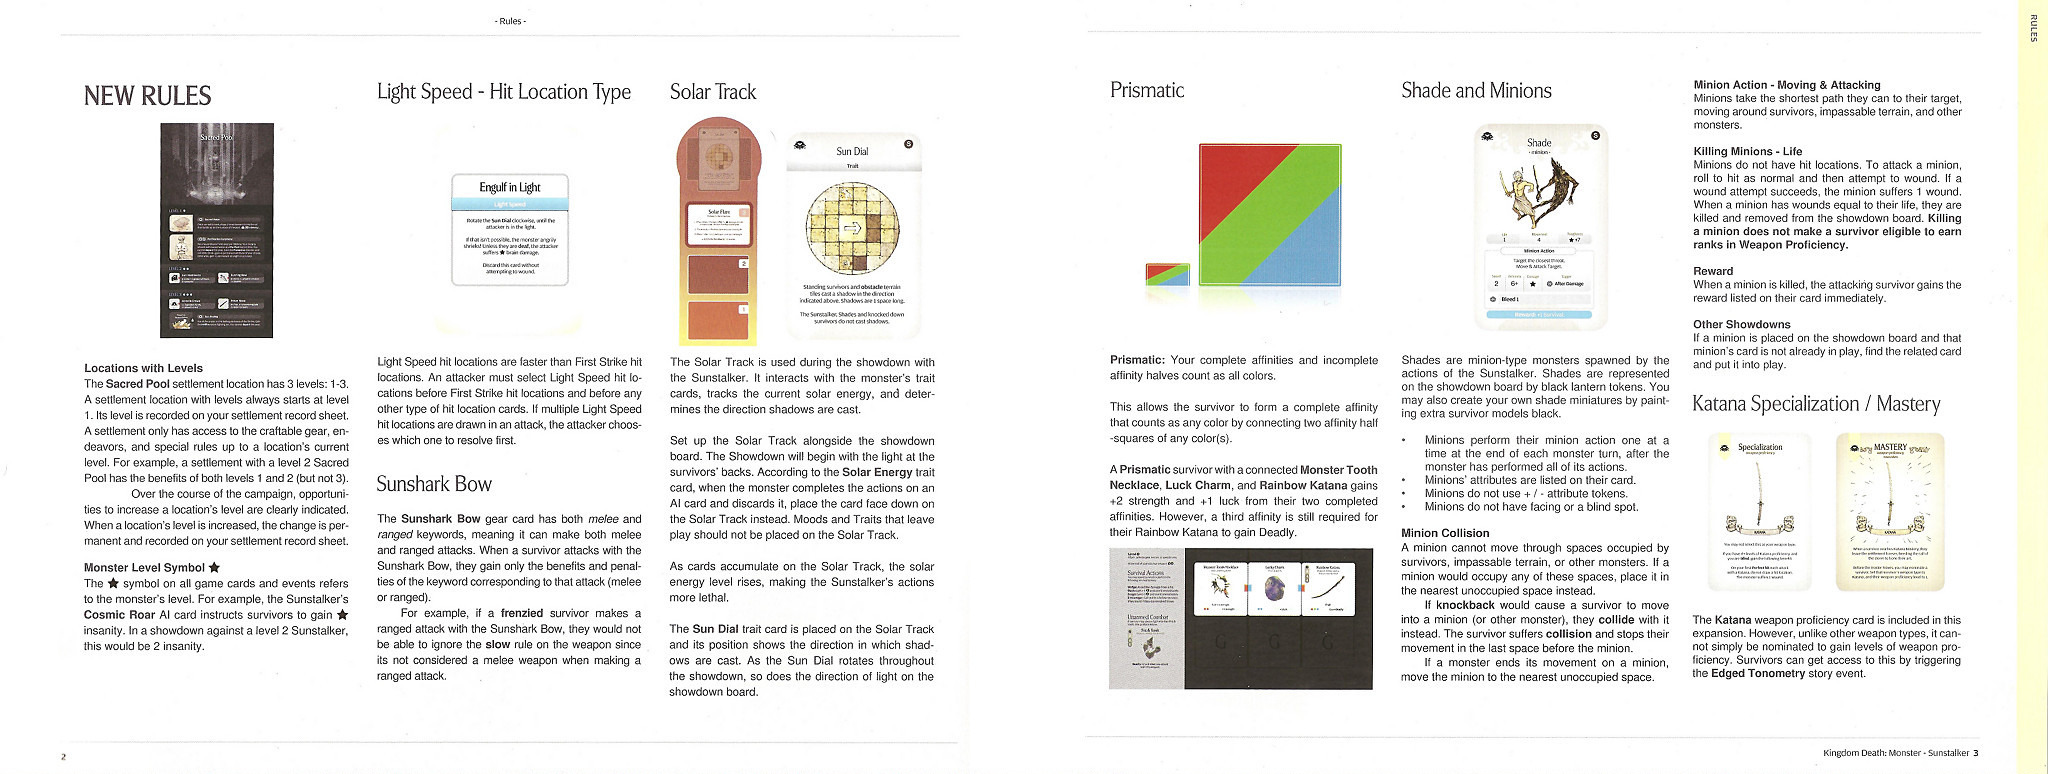 - Rules -
NEW RULES
Sacred Pool
Locations with Levels
The Sacred Pool settlement location has 3 levels: 1-3.
A settlement location with levels always starts at level
1. Its level is recorded on your settlement record sheet.
A settlement only has access to the craftable gear, en-
deavors, and special rules up to a location's current
level. For example, a settlement with a level 2 Sacred
Pool has the benefits of both levels 1 and 2 (but not 3).
Over the course of the campaign, opportuni-
ties to increase a location's level are clearly indicated.
When a location's level is increased, the change is per-
manent and recorded on your settlement record sheet.
Monster Level Symbol ★
The ★ symbol on all game cards and events refers
to the monster's level. For example, the Sunstalker's
Cosmic Roar AI card instructs survivors to gain ★
insanity. In a showdown against a level 2 Sunstalker,
this would be 2 insanity.
Light Speed - Hit Location Type
Engulf in Light
Light Speed
Rotate the Sun Dial clockwise, until the
attacker is in the light.
If that isn't possible, the monster angrily
shrieks! Unless they are deaf, the attacker
suffers ★ brain damage.
Discard this card without
attempting to wound.
Light Speed hit locations are faster than First Strike hit
locations. An attacker must select Light Speed hit lo-
cations before First Strike hit locations and before any
other type of hit location cards. If multiple Light Speed
hit locations are drawn in an attack, the attacker choos-
es which one to resolve first.
Sunshark Bow
The Sunshark Bow gear card has both melee and
ranged keywords, meaning it can make both melee
and ranged attacks. When a survivor attacks with the
Sunshark Bow, they gain only the benefits and penal-
ties of the keyword corresponding to that attack (melee
or ranged).
For example, if a frenzied survivor makes a
ranged attack with the Sunshark Bow, they would not
be able to ignore the slow rule on the weapon since
its not considered a melee weapon when making a
ranged attack.
Solar Track
Solar Flare
2
1
Sun Dial
S
Trait
Standing survivors and obstacle terrain
tiles cast a shadow in the direction
indicated above. Shadows are 1 space long.
The Sunstalker, Shades and knocked down
survivors do not cast shadows.
The Solar Track is used during the showdown with
the Sunstalker. It interacts with the monster's trait
cards, tracks the current solar energy, and deter-
mines the direction shadows are cast.
Set up the Solar Track alongside the showdown
board. The Showdown will begin with the light at the
survivors' backs. According to the Solar Energy trait
card, when the monster completes the actions on an
AI card and discards it, place the card face down on
the Solar Track instead. Moods and Traits that leave
play should not be placed on the Solar Track.
As cards accumulate on the Solar Track, the solar
energy level rises, making the Sunstalker's actions
more lethal.
The Sun Dial trait card is placed on the Solar Track
and its position shows the direction in which shad-
ows are cast. As the Sun Dial rotates throughout
the showdown, so does the direction of light on the
showdown board.
2
Prismatic
Prismatic: Your complete affinities and incomplete
affinity halves count as all colors.
This allows the survivor to form a complete affinity
that counts as any color by connecting two affinity half
-squares of any color(s).
A Prismatic survivor with a connected Monster Tooth
Necklace, Luck Charm, and Rainbow Katana gains
+2 strength and +1 luck from their two completed
affinities. However, a third affinity is still required for
their Rainbow Katana to gain Deadly.
Survival Actions
Monster Tooth Necklace
Lucky Charm
Rainbow Katana
Shade and Minions
Shade
- minion -
S
Life
Movement
Toughness
1
4
★+7
Minion Action
Target the closest threat.
Move & Attack Target.
2
6+
★
After Damage
Bleed 1
Reward: +1 Survival
Shades are minion-type monsters spawned by the
actions of the Sunstalker. Shades are represented
on the showdown board by black lantern tokens. You
may also create your own shade miniatures by paint-
ing extra survivor models black.
• Minions perform their minion action one at a
time at the end of each monster turn, after the
monster has performed all of its actions.
• Minions' attributes are listed on their card.
• Minions do not use + / - attribute tokens.
• Minions do not have facing or a blind spot.
Minion Collision
A minion cannot move through spaces occupied by
survivors, impassable terrain, or other monsters. If a
minion would occupy any of these spaces, place it in
the nearest unoccupied space instead.
If knockback would cause a survivor to move
into a minion (or other monster), they collide with it
instead. The survivor suffers collision and stops their
movement in the last space before the minion.
If a monster ends its movement on a minion,
move the minion to the nearest unoccupied space.
Minion Action - Moving & Attacking
Minions take the shortest path they can to their target,
moving around survivors, impassable terrain, and other
monsters.
Killing Minions - Life
Minions do not have hit locations. To attack a minion,
roll to hit as normal and then attempt to wound. If a
wound attempt succeeds, the minion suffers 1 wound.
When a minion has wounds equal to their life, they are
killed and removed from the showdown board. Killing
a minion does not make a survivor eligible to earn
ranks in Weapon Proficiency.
Reward
When a minion is killed, the attacking survivor gains the
reward listed on their card immediately.
Other Showdowns
If a minion is placed on the showdown board and that
minion's card is not already in play, find the related card
and put it into play.
Katana Specialization / Mastery
Specialization
KATANA
MASTERY
KATANA
The Katana weapon proficiency card is included in this
expansion. However, unlike other weapon types, it can-
not simply be nominated to gain levels of weapon pro-
ficiency. Survivors can get access to this by triggering
the Edged Tonometry story event.
RULES
Kingdom Death: Monster - Sunstalker 3